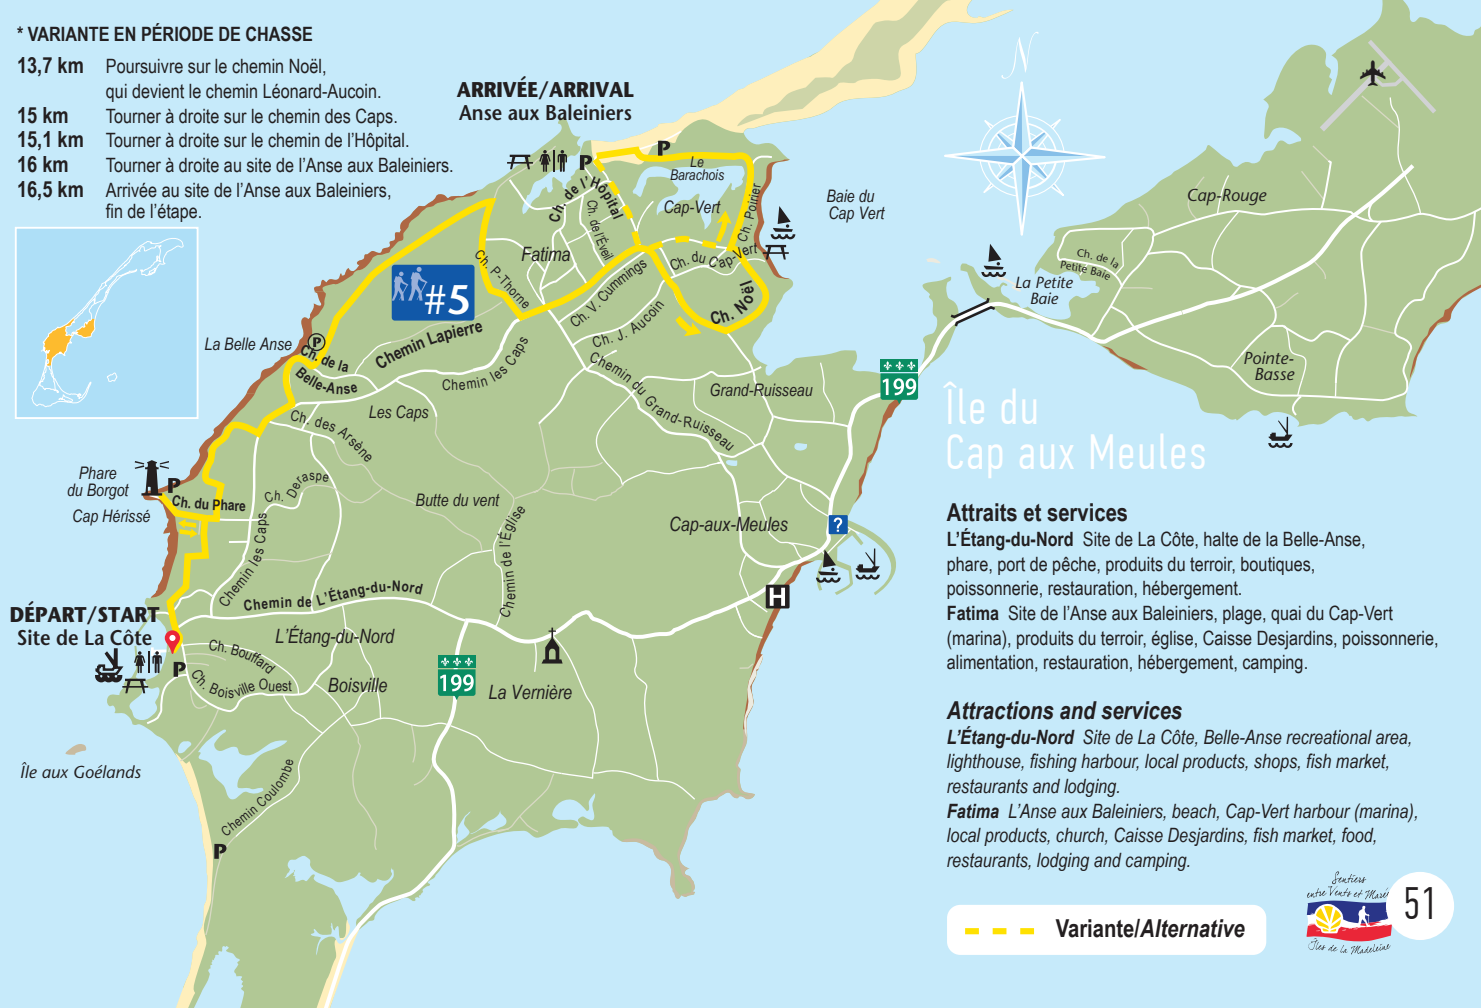 * VARIANTE EN PÉRIODE DE CHASSE
13,7 km Poursuivre sur le chemin Noël,
qui devient le chemin Léonard-Aucoin.
15 km Tourner à droite sur le chemin des Caps.
15,1 km Tourner à droite sur le chemin de l'Hôpital.
16 km Tourner à droite au site de l'Anse aux Baleiniers.
16,5 km Arrivée au site de l'Anse aux Baleiniers,
fin de l'étape.
ARRIVÉE/ARRIVAL
Anse aux Baleiniers
N
P
P
Le
Barachois
Cap-Vert
Ch. de l'Hôpital
Ch. de l'Éveil
Ch. Poirier
Baie du
Cap Vert
Cap-Rouge
Fatima
Ch. du Cap-Vert
Ch. de la
Petite Baie
La Petite
Baie
Ch. P-Thorne
#5
Ch. V. Cummings
Ch. Noël
Ch. J. Aucoin
La Belle Anse
P
Ch. de la
Belle-Anse
Chemin Lapierre
Chemin les Caps
Chemin du Grand-Ruisseau
Grand-Ruisseau
199
Pointe-
Basse
Île du
Cap aux Meules
Les Caps
Ch. des Arsène
Phare
du Borgot
P
Cap Hérissé
Ch. du Phare
Ch. Deraspe
Butte du vent
Cap-aux-Meules
?
Chemin les Caps
Chemin de l'Église
H
Chemin de L'Étang-du-Nord
DÉPART/START
Site de La Côte
P
L'Étang-du-Nord
Ch. Bouffard
Ch. Boisville Ouest
Boisville
199
La Vernière
Île aux Goélands
Chemin Coulombe
P
Attraits et services
L'Étang-du-Nord Site de La Côte, halte de la Belle-Anse,
phare, port de pêche, produits du terroir, boutiques,
poissonnerie, restauration, hébergement.
Fatima Site de l'Anse aux Baleiniers, plage, quai du Cap-Vert
(marina), produits du terroir, église, Caisse Desjardins, poissonnerie,
alimentation, restauration, hébergement, camping.
Attractions and services
L'Étang-du-Nord Site de La Côte, Belle-Anse recreational area,
lighthouse, fishing harbour, local products, shops, fish market,
restaurants and lodging.
Fatima L'Anse aux Baleiniers, beach, Cap-Vert harbour (marina),
local products, church, Caisse Desjardins, fish market, food,
restaurants, lodging and camping.
Variante/Alternative
Sentiers
entre Vents et
Îles de la Madeleine
51